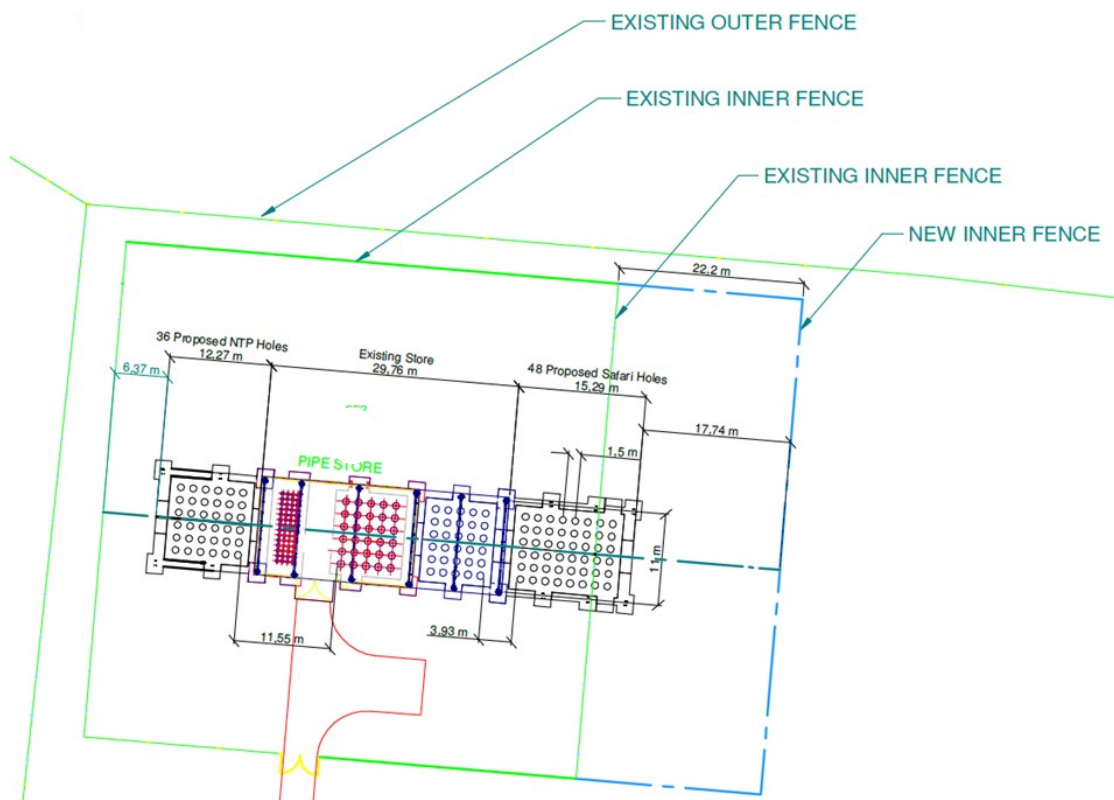 EXISTING OUTER FENCE
EXISTING INNER FENCE
EXISTING INNER FENCE
NEW INNER FENCE
22.2 m
36 Proposed NTP Holes
12,27 m
Existing Store
29,76 m
48 Proposed Safari Holes
15,29 m
6,37 m
17,74 m
1,5 m
PIPE STORE
11 m
11,55 m
3,93 m